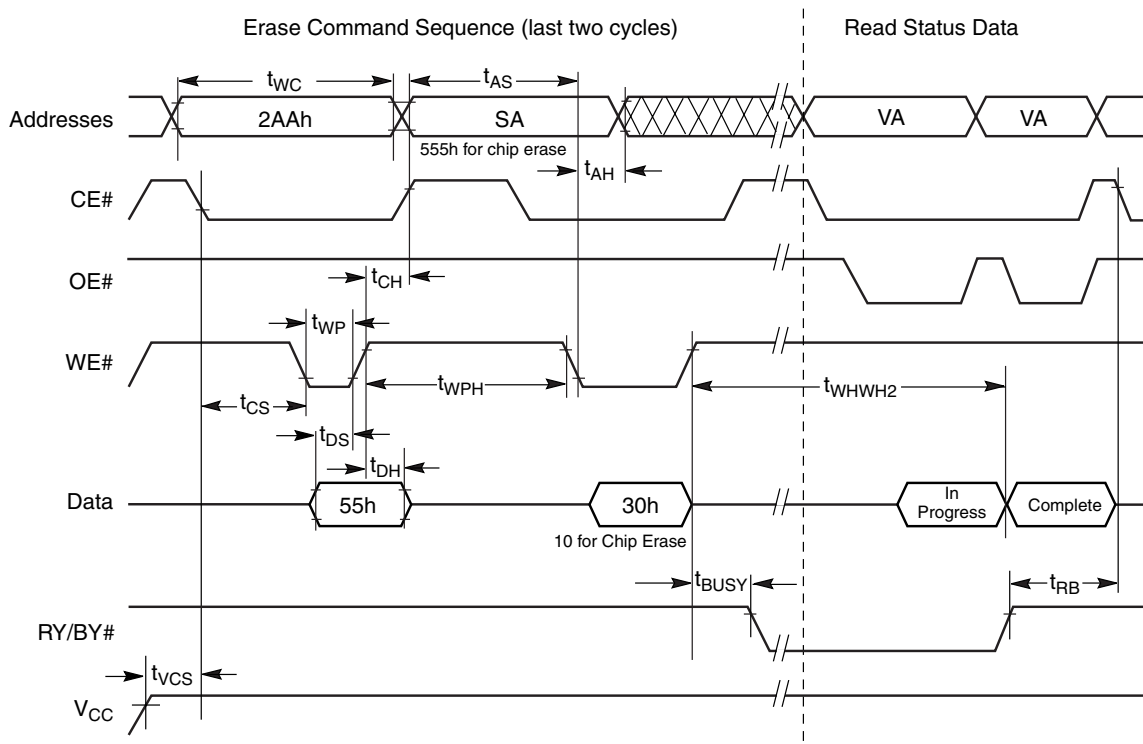 Erase Command Sequence (last two cycles)
Read Status Data
tWC
tAS
Addresses
2AAh
SA
VA
VA
555h for chip erase
tAH
CE#
OE#
tCH
tWP
WE#
tWPH
tWHWH2
tCS
tDS
tDH
Data
55h
30h
In
Progress
Complete
10 for Chip Erase
tBUSY
tRB
RY/BY#
tVCS
VCC